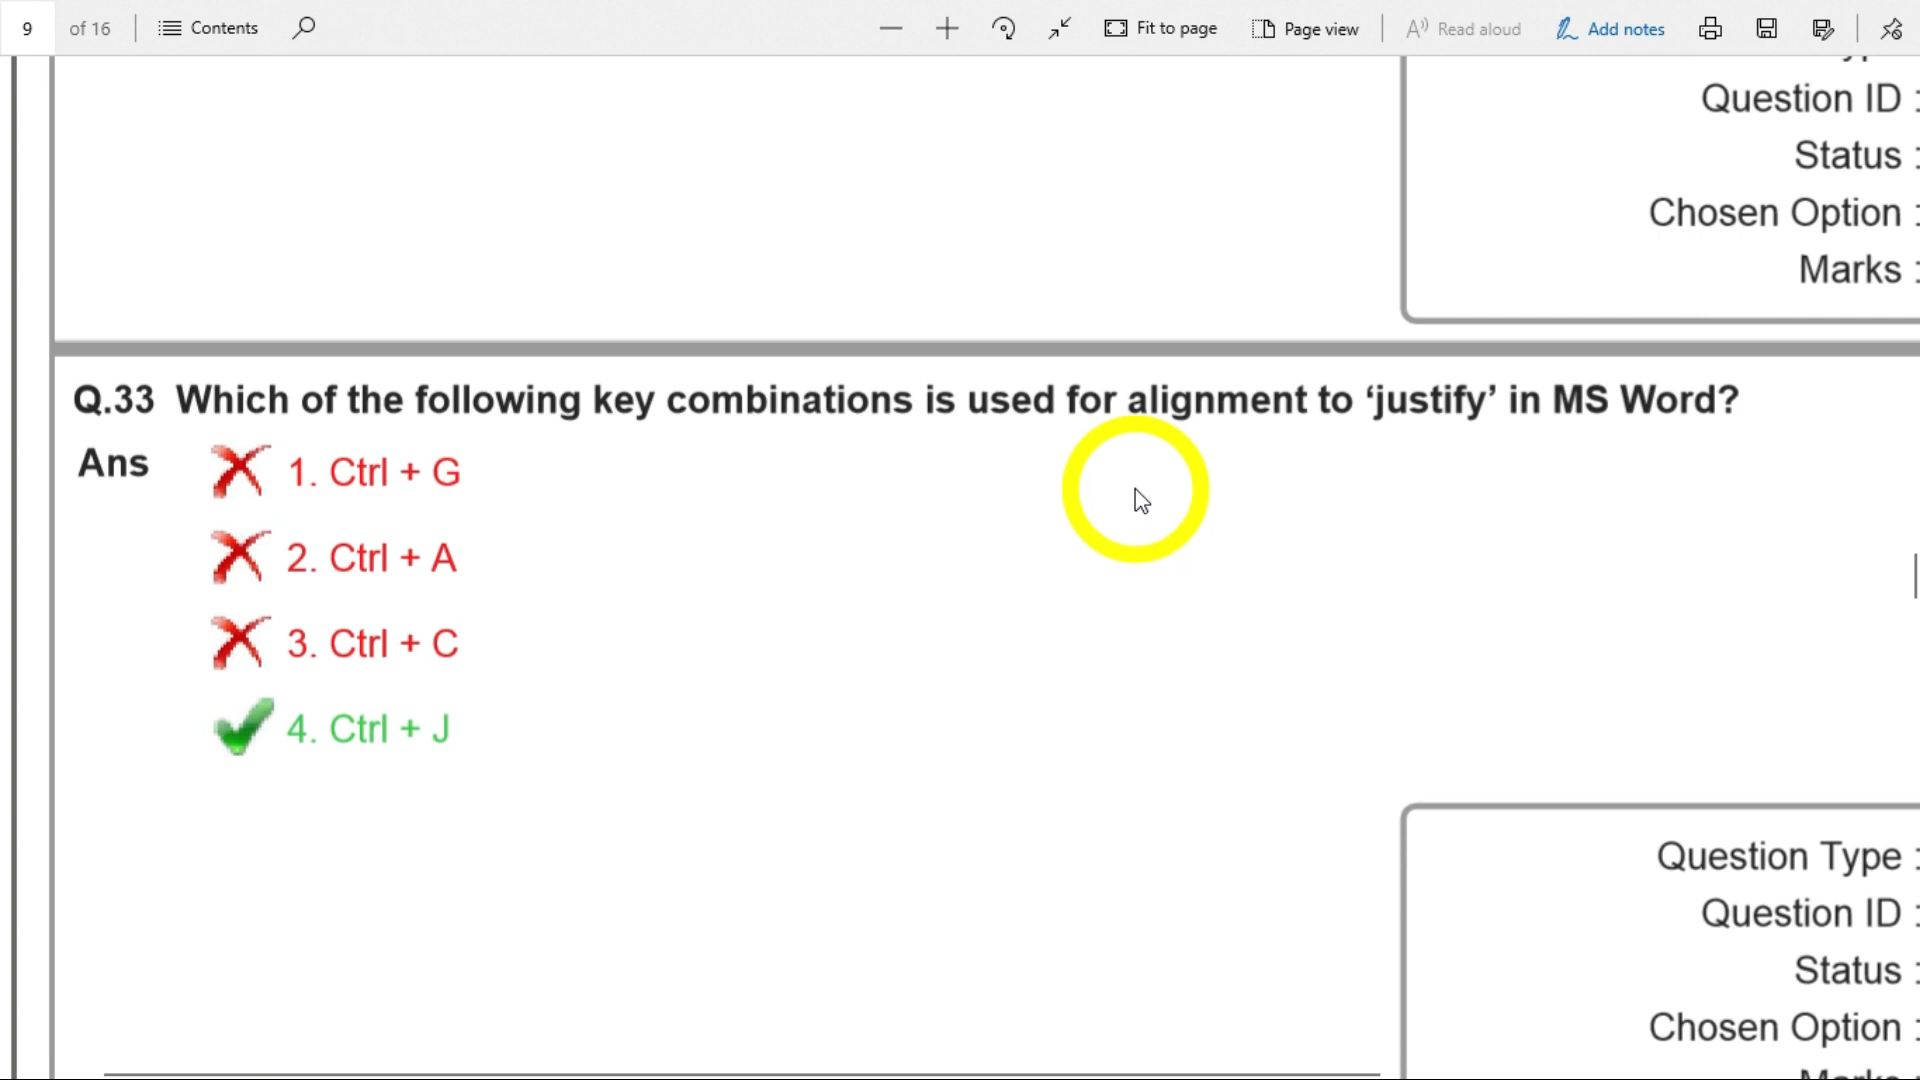 9 of 16 Contents Fit to page Page view Read aloud Add notes
Question ID :
Status :
Chosen Option :
Marks :
Q.33 Which of the following key combinations is used for alignment to ‘justify’ in MS Word?
Ans 1. Ctrl + G
2. Ctrl + A
3. Ctrl + C
4. Ctrl + J
Question Type :
Question ID :
Status :
Chosen Option :